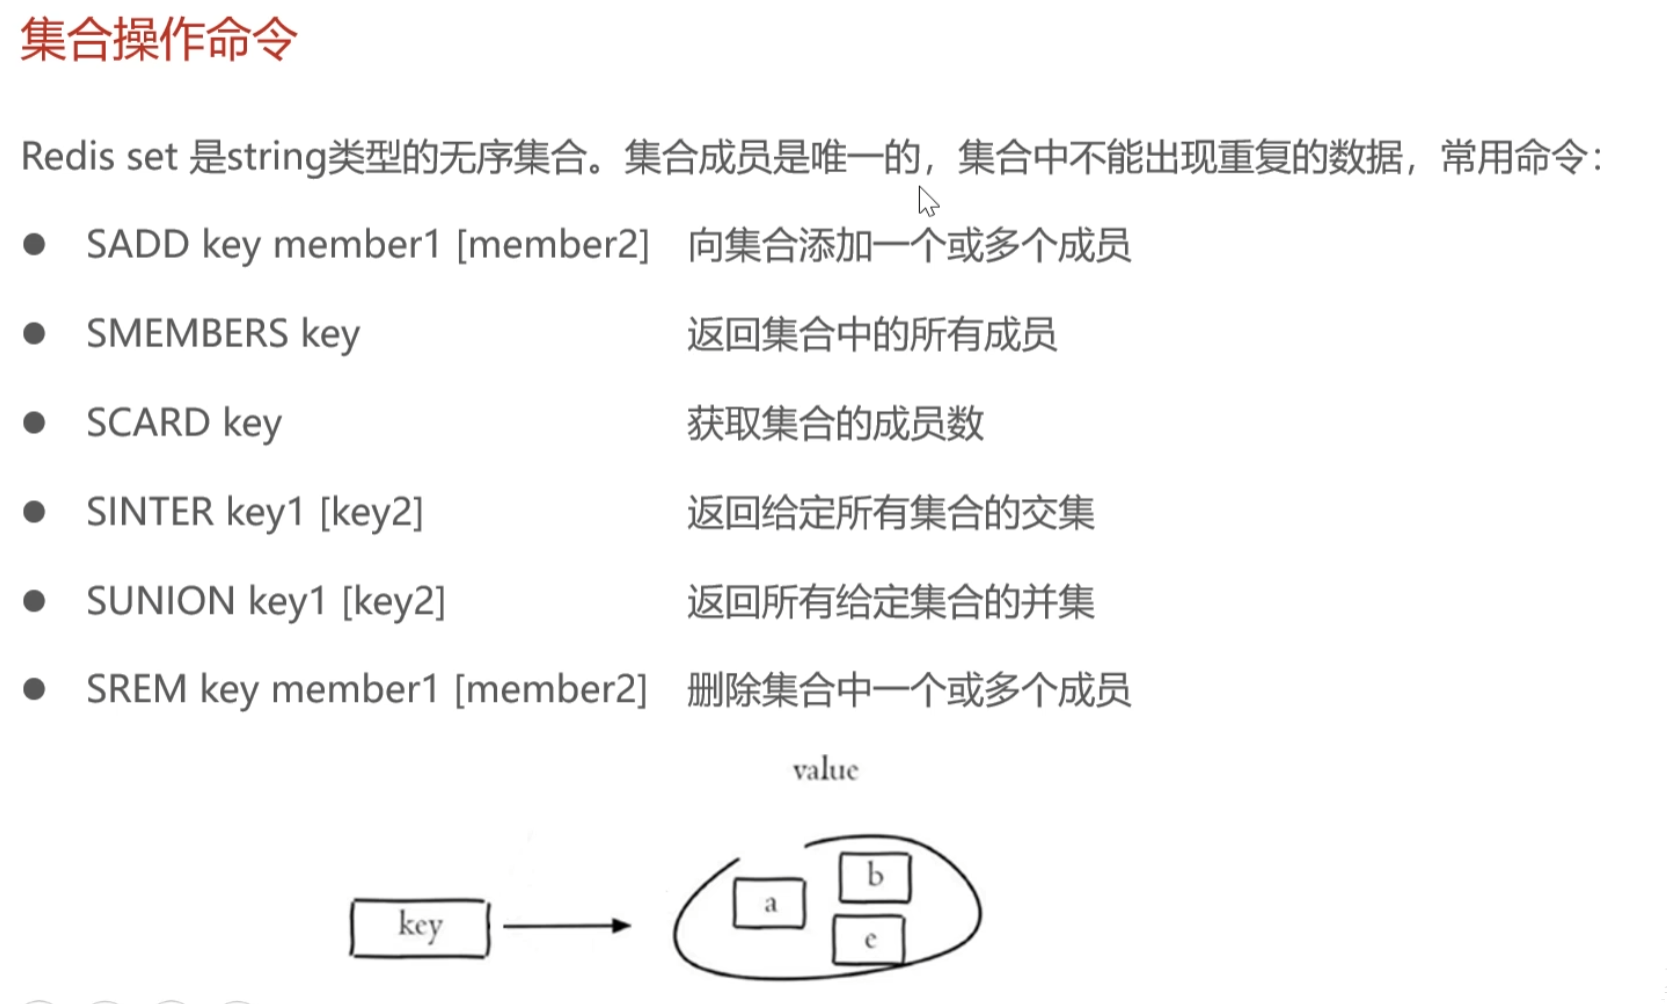 集合操作命令
Redis set 是string类型的无序集合。集合成员是唯一的，集合中不能出现重复的数据，常用命令：
● SADD key member1 [member2] 向集合添加一个或多个成员
● SMEMBERS key 返回集合中的所有成员
● SCARD key 获取集合的成员数
● SINTER key1 [key2] 返回给定所有集合的交集
● SUNION key1 [key2] 返回所有给定集合的并集
● SREM key member1 [member2] 删除集合中一个或多个成员
value
key
a
b
e